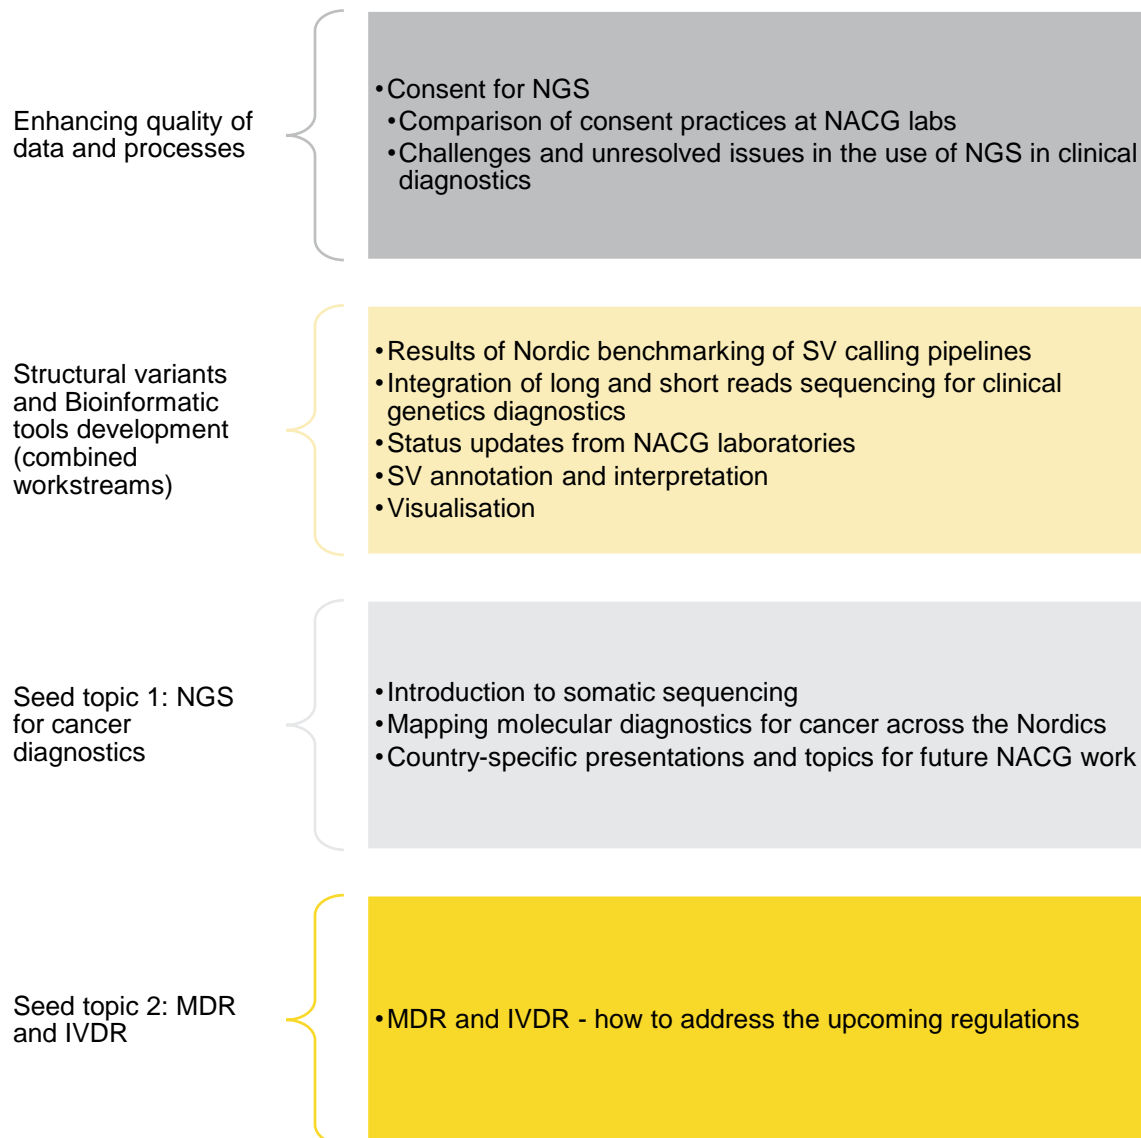 Enhancing quality of
data and processes
•Consent for NGS
•Comparison of consent practices at NACG labs
•Challenges and unresolved issues in the use of NGS in clinical
diagnostics
Structural variants
and Bioinformatic
tools development
(combined
workstreams)
•Results of Nordic benchmarking of SV calling pipelines
•Integration of long and short reads sequencing for clinical
genetics diagnostics
•Status updates from NACG laboratories
•SV annotation and interpretation
•Visualisation
Seed topic 1: NGS
for cancer
diagnostics
•Introduction to somatic sequencing
•Mapping molecular diagnostics for cancer across the Nordics
•Country-specific presentations and topics for future NACG work
Seed topic 2: MDR
and IVDR
•MDR and IVDR - how to address the upcoming regulations